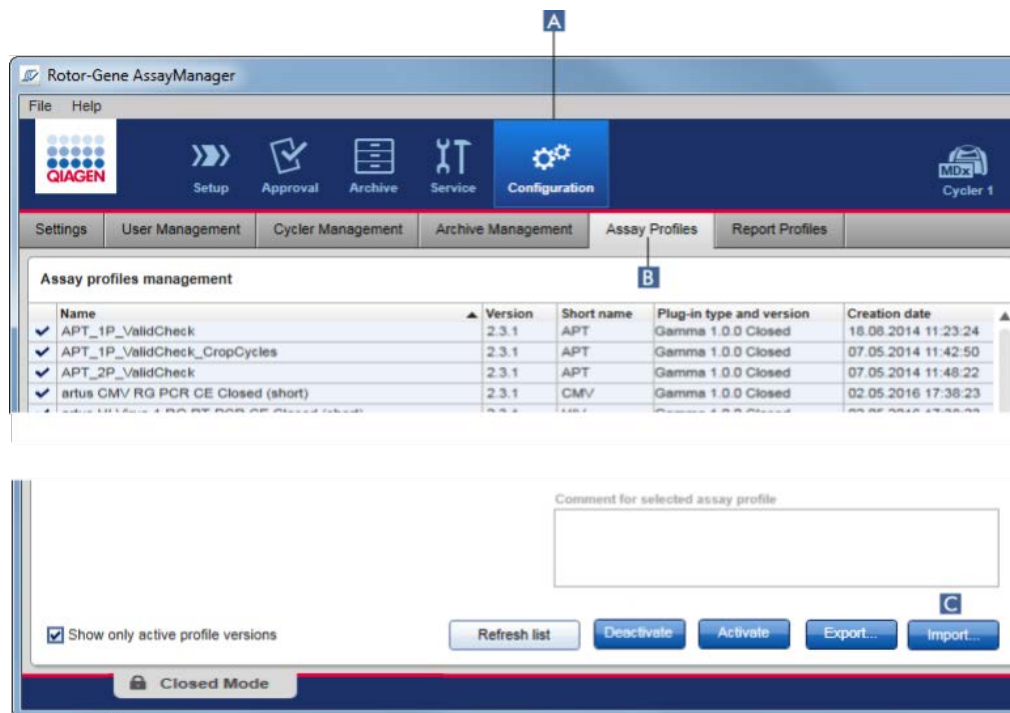 A
Rotor-Gene AssayManager
File Help
QIAGEN
Setup Approval Archive Service Configuration MDx Cycler 1
Settings User Management Cycler Management Archive Management Assay Profiles Report Profiles
B
Assay profiles management
Name Version Short name Plug-in type and version Creation date
APT_1P_ValidCheck 2.3.1 APT Gamma 1.0.0 Closed 18.08.2014 11:23:24
APT_1P_ValidCheck_CropCycles 2.3.1 APT Gamma 1.0.0 Closed 07.05.2014 11:42:50
APT_2P_ValidCheck 2.3.1 APT Gamma 1.0.0 Closed 07.05.2014 11:48:22
artus CMV RG PCR CE Closed (short) 2.3.1 CMV Gamma 1.0.0 Closed 02.05.2016 17:38:23
Comment for selected assay profile
C
Show only active profile versions Refresh list Deactivate Activate Export... Import...
Closed Mode